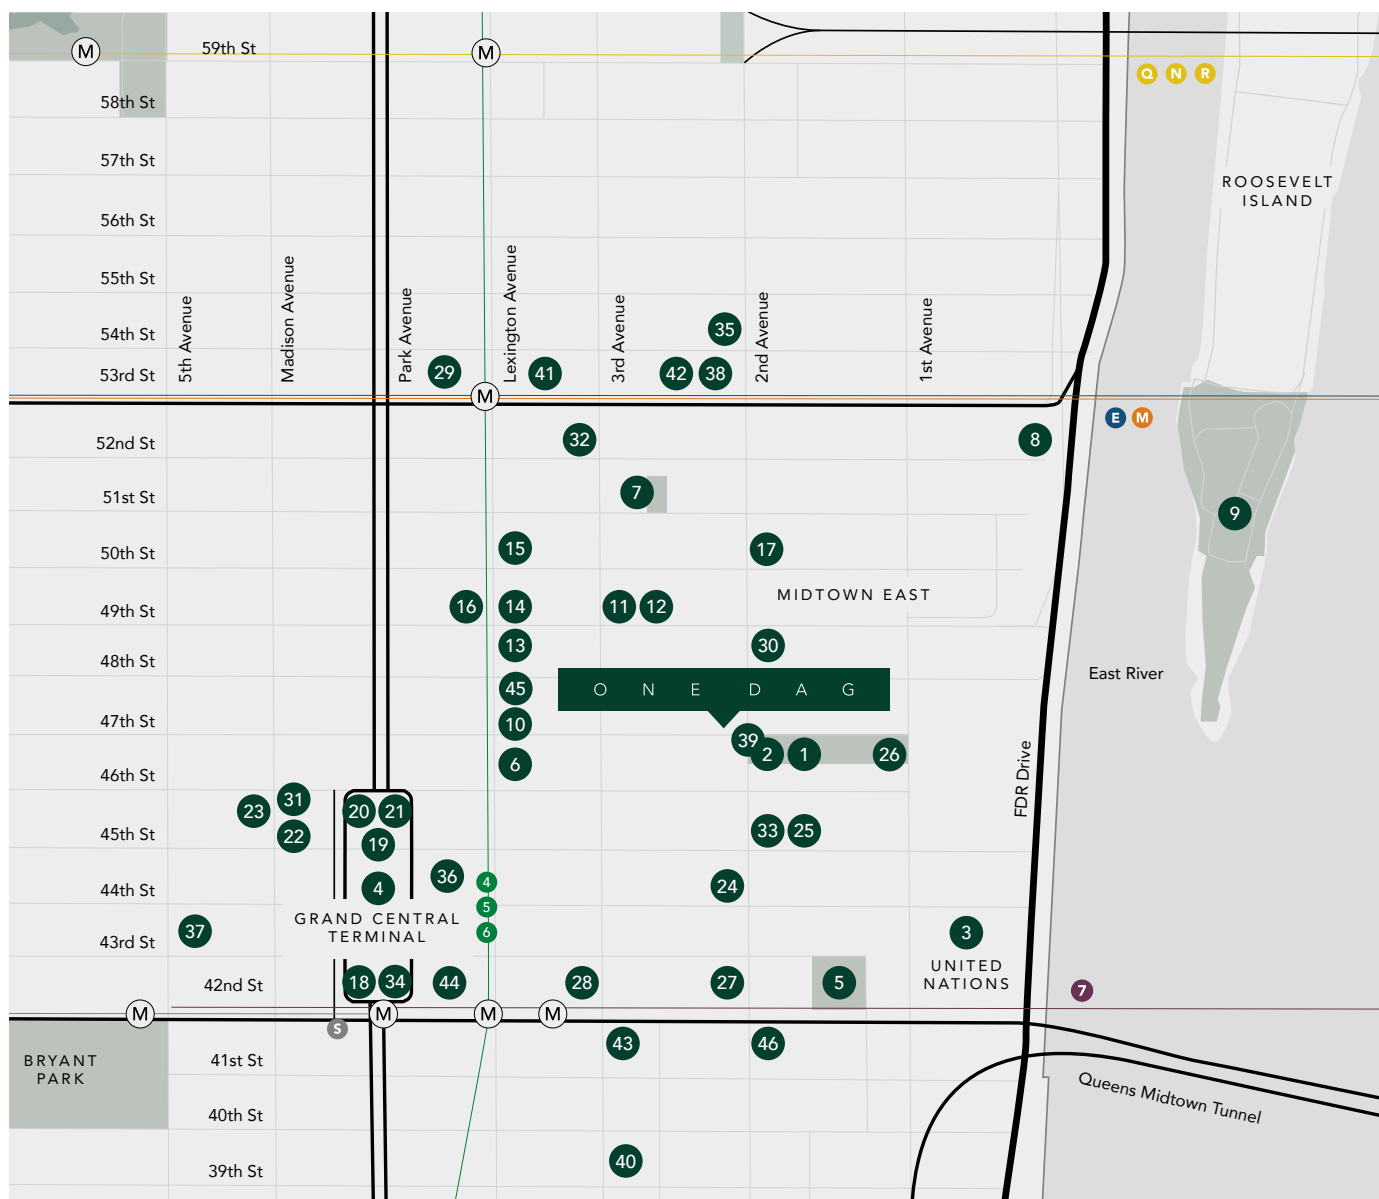 M
59th St
M
Q N R
58th St
57th St
ROOSEVELT
ISLAND
56th St
55th St
5th Avenue
Madison Avenue
Park Avenue
Lexington Avenue
3rd Avenue
2nd Avenue
1st Avenue
54th St
35
53rd St
29
41
42
38
M
E M
52nd St
32
8
51st St
7
9
50th St
15
17
MIDTOWN EAST
49th St
16
14
11
12
13
30
48th St
East River
45
ONE DAG
47th St
10
39
2
1
26
46th St
6
FDR Drive
23
31
20
21
45th St
22
19
33
25
44th St
4
36
4
24
5
GRAND CENTRAL
TERMINAL
6
43rd St
37
3
UNITED
NATIONS
42nd St
18
34
44
28
27
5
7
M
S
M
M
M
43
46
BRYANT
PARK
41st St
Queens Midtown Tunnel
40th St
39th St
40